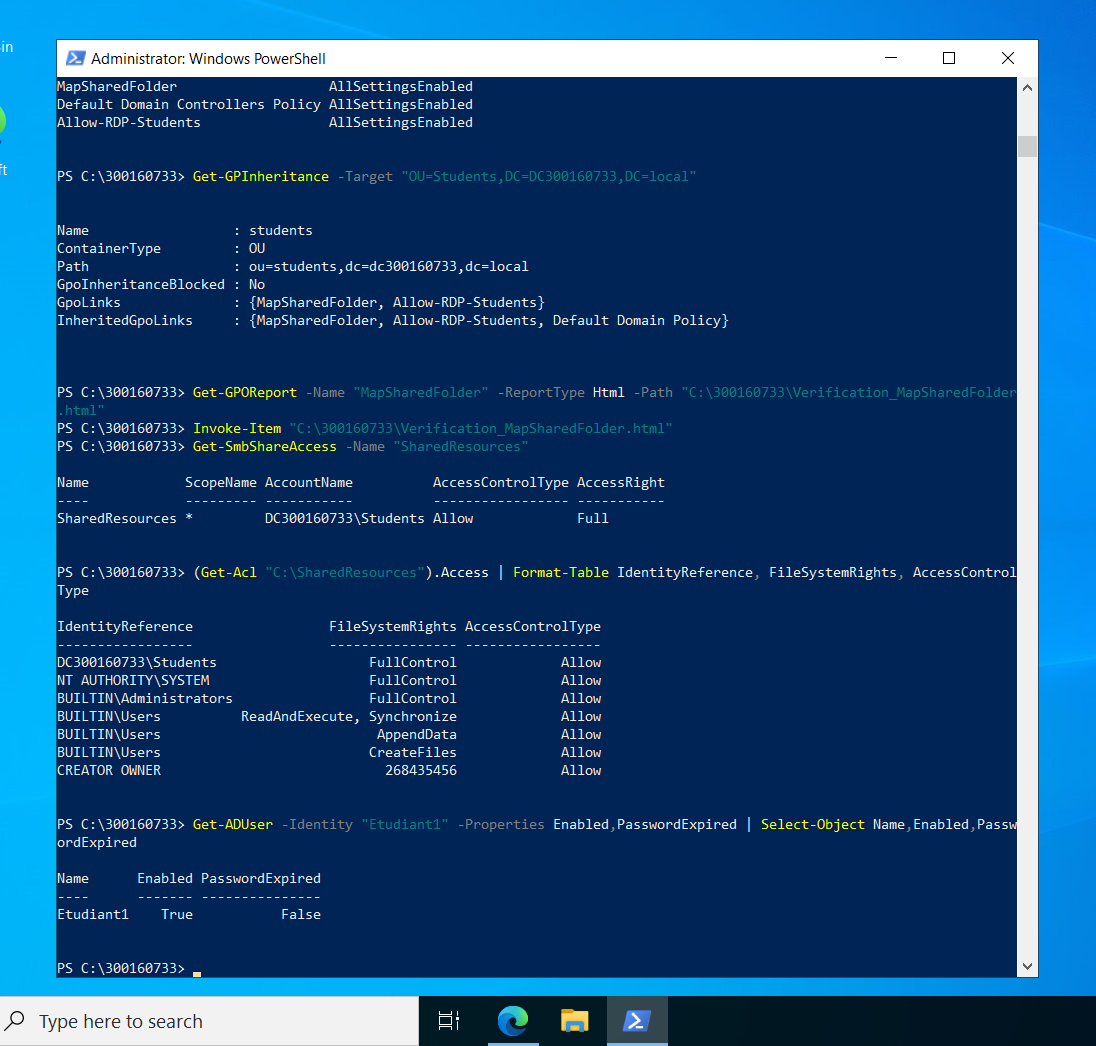 in
ft
Administrator: Windows PowerShell
MapSharedFolder AllSettingsEnabled
Default Domain Controllers Policy AllSettingsEnabled
Allow-RDP-Students AllSettingsEnabled
PS C:\300160733> Get-GPInheritance -Target "OU=Students,DC=DC300160733,DC=local"
Name : students
ContainerType : OU
Path : ou=students,dc=dc300160733,dc=local
GpoInheritanceBlocked : No
GpoLinks : {MapSharedFolder, Allow-RDP-Students}
InheritedGpoLinks : {MapSharedFolder, Allow-RDP-Students, Default Domain Policy}
PS C:\300160733> Get-GPOReport -Name "MapSharedFolder" -ReportType Html -Path "C:\300160733\Verification_MapSharedFolder
.html"
PS C:\300160733> Invoke-Item "C:\300160733\Verification_MapSharedFolder.html"
PS C:\300160733> Get-SmbShareAccess -Name "SharedResources"
Name ScopeName AccountName AccessControlType AccessRight
---- --------- ----------- ----------------- -----------
SharedResources * DC300160733\Students Allow Full
PS C:\300160733> (Get-Acl "C:\SharedResources").Access | Format-Table IdentityReference, FileSystemRights, AccessControl
Type
IdentityReference FileSystemRights AccessControlType
----------------- ---------------- -----------------
DC300160733\Students FullControl Allow
NT AUTHORITY\SYSTEM FullControl Allow
BUILTIN\Administrators FullControl Allow
BUILTIN\Users ReadAndExecute, Synchronize Allow
BUILTIN\Users AppendData Allow
BUILTIN\Users CreateFiles Allow
CREATOR OWNER 268435456 Allow
PS C:\300160733> Get-ADUser -Identity "Etudiant1" -Properties Enabled,PasswordExpired | Select-Object Name,Enabled,Passw
ordExpired
Name Enabled PasswordExpired
---- ------- ---------------
Etudiant1 True False
PS C:\300160733>
Type here to search